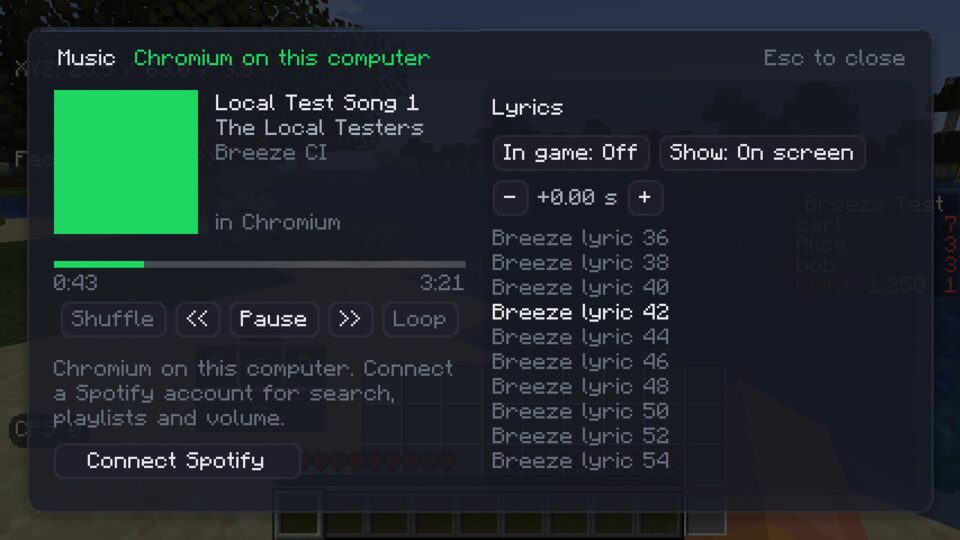 Music Chromium on this computer
Esc to close
Local Test Song 1
The Local Testers
Breeze CI
in Chromium
0:43
3:21
Shuffle << Pause >> Loop
Chromium on this computer. Connect
a Spotify account for search,
playlists and volume.
Connect Spotify
Lyrics
In game: Off
Show: On screen
- +0.00 s +
Breeze lyric 36
Breeze lyric 38
Breeze lyric 40
Breeze lyric 42
Breeze lyric 44
Breeze lyric 46
Breeze lyric 48
Breeze lyric 50
Breeze lyric 52
Breeze lyric 54
Breeze Test
carl 7
Alice 3
bob 3
Coins: 1,250 1